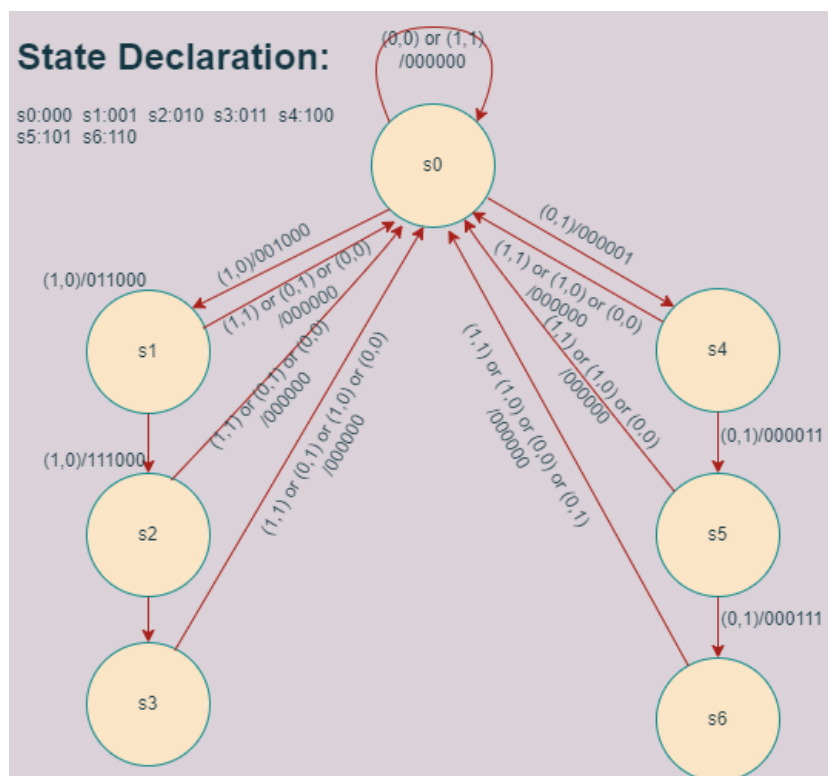 State Declaration:
s0:000 s1:001 s2:010 s3:011 s4:100
s5:101 s6:110
(0,0) or (1,1)
/000000
s0
(1,0)/001000
(0,1)/000001
(1,1) or (0,1) or (0,0)
/000000
(1,1) or (1,0) or (0,0)
/000000
(1,0)/011000
s1
s4
(1,1) or (0,1) or (0,0)
/000000
(1,1) or (0,1) or (1,0) or (0,0)
/000000
(1,1) or (1,0) or (0,0) or (0,1)
/000000
(1,1) or (1,0) or (0,0)
/000000
(0,1)/000011
(1,0)/111000
s2
s5
(0,1)/000111
s3
s6